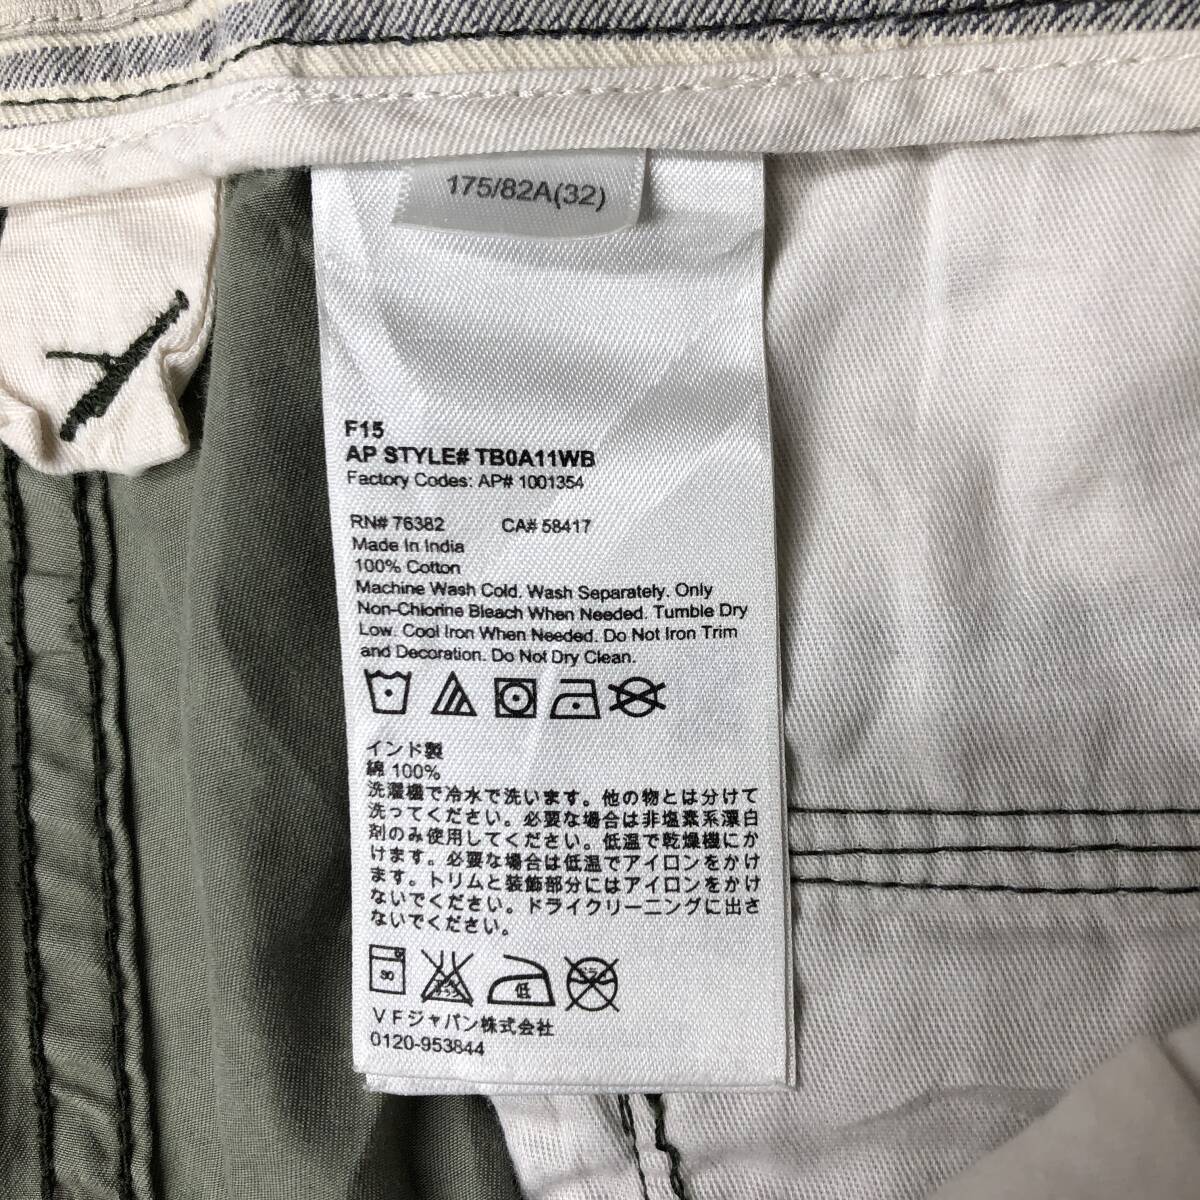 175/82A(32)
F15
AP STYLE# TB0A11WB
Factory Codes: AP# 1001354
RN# 76382 CA# 58417
Made In India
100% Cotton
Machine Wash Cold. Wash Separately. Only
Non-Chlorine Bleach When Needed. Tumble Dry
Low. Cool Iron When Needed. Do Not Iron Trim
and Decoration. Do Not Dry Clean.
インド製
綿 100%
洗濯機で冷水で洗います。他の物とは分けて
洗ってください。必要な場合は非塩素系漂白
剤のみ使用してください。低温で乾燥機にか
けます。必要な場合は低温でアイロンをかけ
ます。トリムと装飾部分にはアイロンをかけ
ないでください。ドライクリーニングに出さ
ないでください。
30 低 ドライ
VFジャパン株式会社
0120-953844